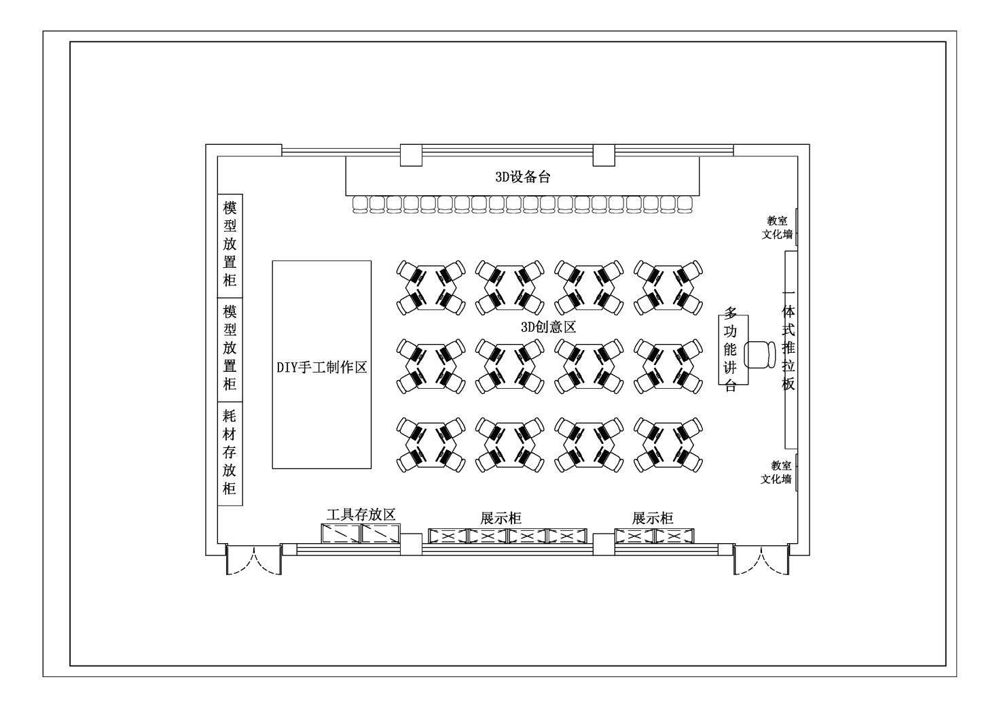 3D设备台
模型放置柜
教室
文化墙
一体式推拉板
模型放置柜
多功能讲台
3D创意区
DIY手工制作区
耗材存放柜
教室
文化墙
工具存放区
展示柜
展示柜